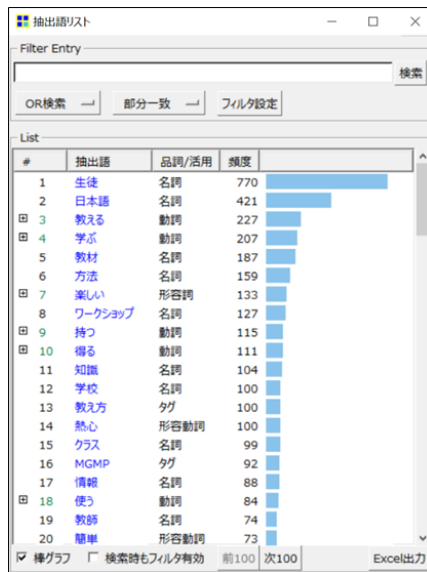 抽出語リスト
Filter Entry
検索
OR検索 部分一致 フィルタ設定
List
# 抽出語 品詞/活用 頻度
1 生徒 名詞 770
2 日本語 名詞 421
3 教える 動詞 227
4 学ぶ 動詞 207
5 教材 名詞 187
6 方法 名詞 159
7 楽しい 形容詞 133
8 ワークショップ 名詞 127
9 持つ 動詞 115
10 得る 動詞 111
11 知識 名詞 104
12 学校 名詞 100
13 教え方 タグ 100
14 熱心 形容動詞 100
15 クラス 名詞 99
16 MGMP タグ 92
17 情報 名詞 88
18 使う 動詞 84
19 教師 名詞 74
20 簡単 形容動詞 73
棒グラフ 検索時もフィルタ有効 前100 次100 Excel出力